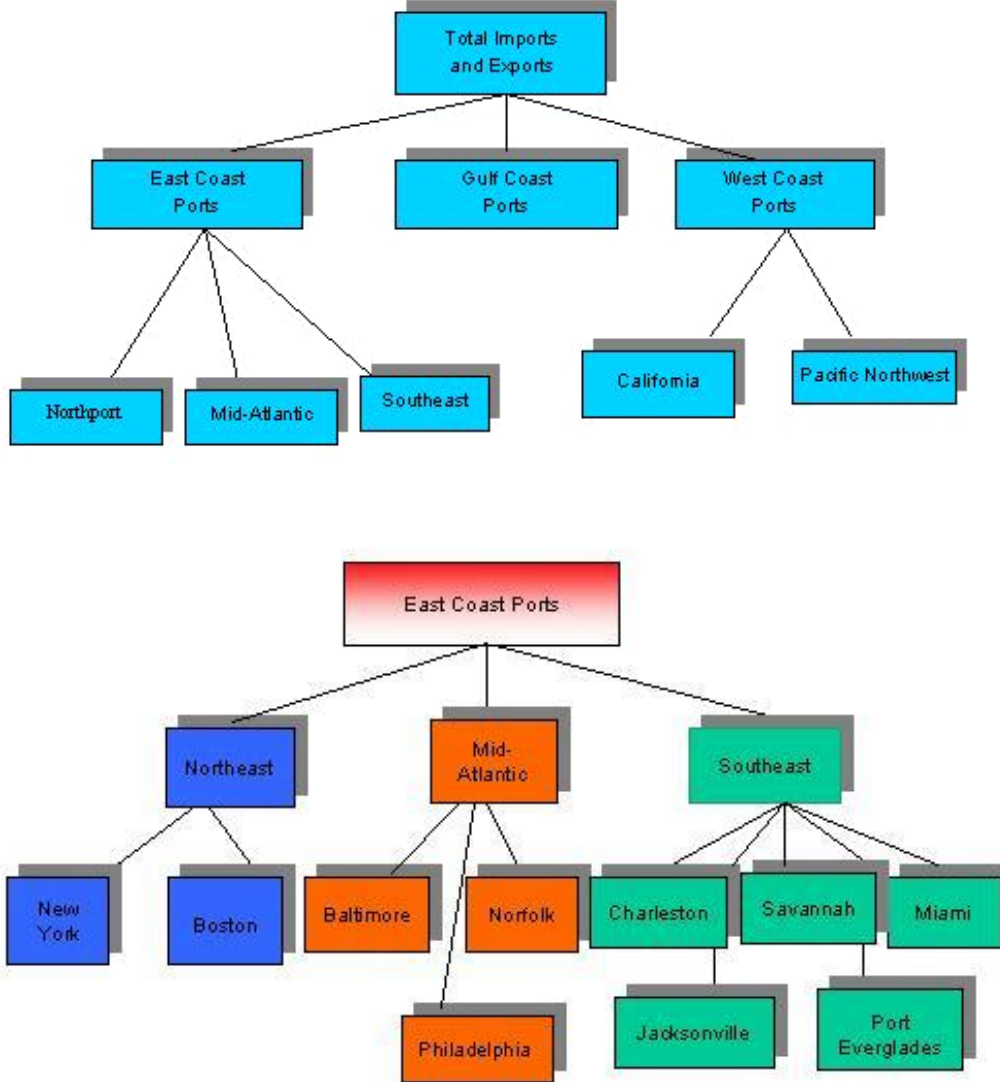 Total Imports
and Exports
East Coast
Ports
Gulf Coast
Ports
West Coast
Ports
Northport
Mid-Atlantic
Southeast
California
Pacific Northwest
East Coast Ports
Northeast
Mid-
Atlantic
Southeast
New
York
Boston
Baltimore
Norfolk
Charleston
Savannah
Miami
Philadelphia
Jacksonville
Port
Everglades